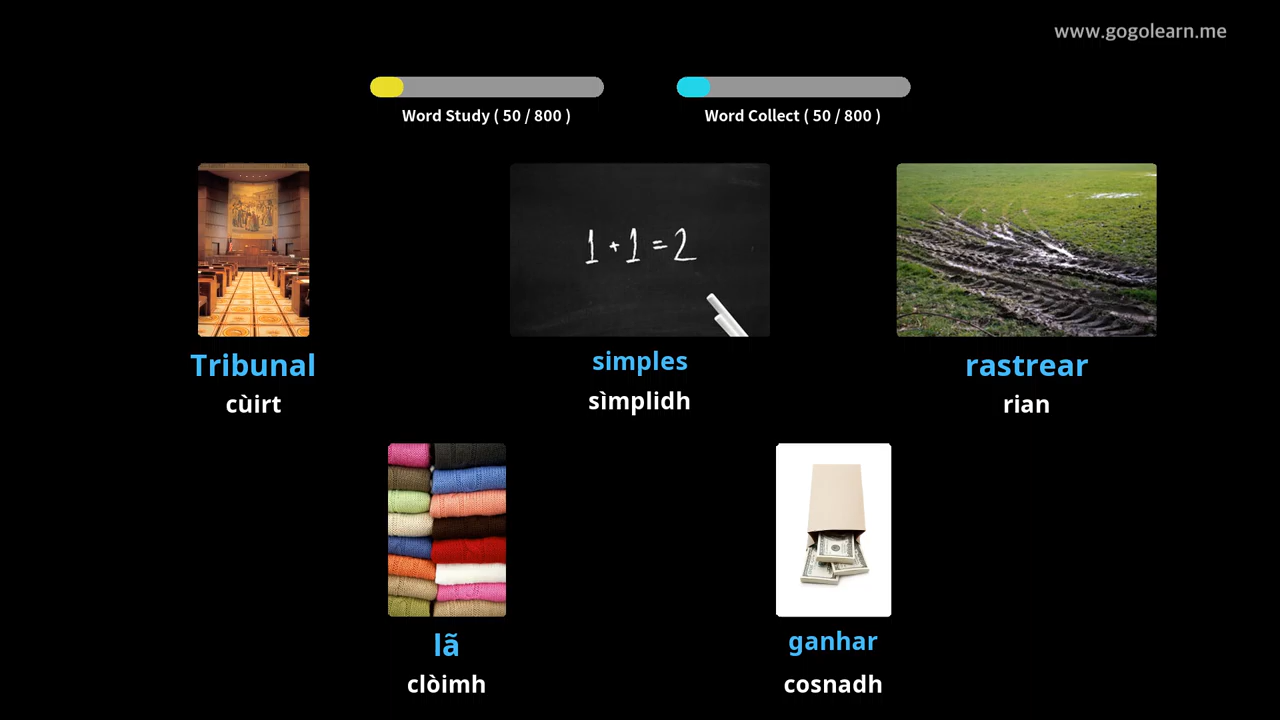 www.gogolearn.me
Word Study ( 50 / 800 )
Word Collect ( 50 / 800 )
1 + 1 = 2
Tribunal
cùirt
simples
sìmplidh
rastrear
rian
lã
clòimh
ganhar
cosnadh